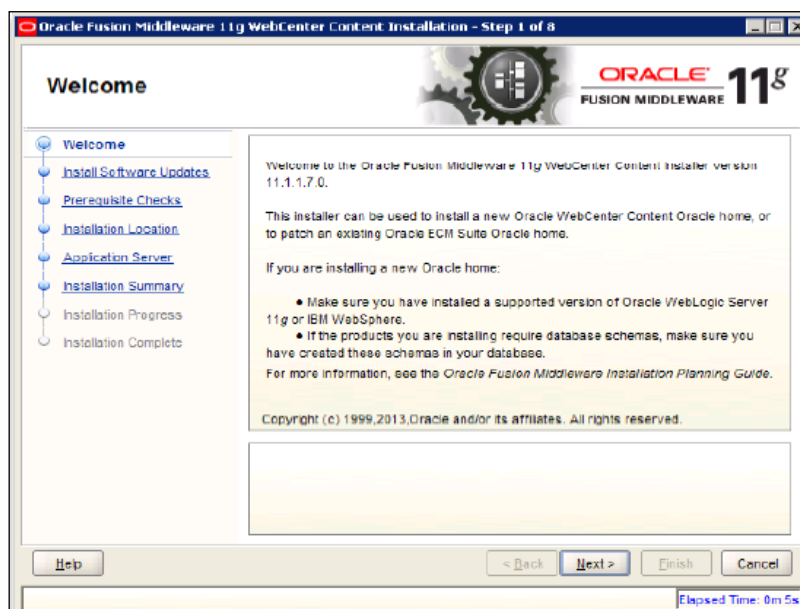 Oracle Fusion Middleware 11g WebCenter Content Installation - Step 1 of 8
Welcome
ORACLE
FUSION MIDDLEWARE 11g
Welcome
Install Software Updates
Prerequisite Checks
Installation Location
Application Server
Installation Summary
Installation Progress
Installation Complete
Welcome to the Oracle Fusion Middleware 11g WebCenter Content Installer version
11.1.1.7.0.
This installer can be used to install a new Oracle WebCenter Content Oracle home, or
to patch an existing Oracle ECM Suite Oracle home.
If you are installing a new Oracle home:
● Make sure you have installed a supported version of Oracle WebLogic Server
11g or IBM WebSphere.
● If the products you are installing require database schemas, make sure you
have created these schemas in your database.
For more information, see the Oracle Fusion Middleware Installation Planning Guide.
Copyright (c) 1999,2013,Oracle and/or its affiliates. All rights reserved.
Help
< Back
Next >
Finish
Cancel
Elapsed Time: 0m 5s